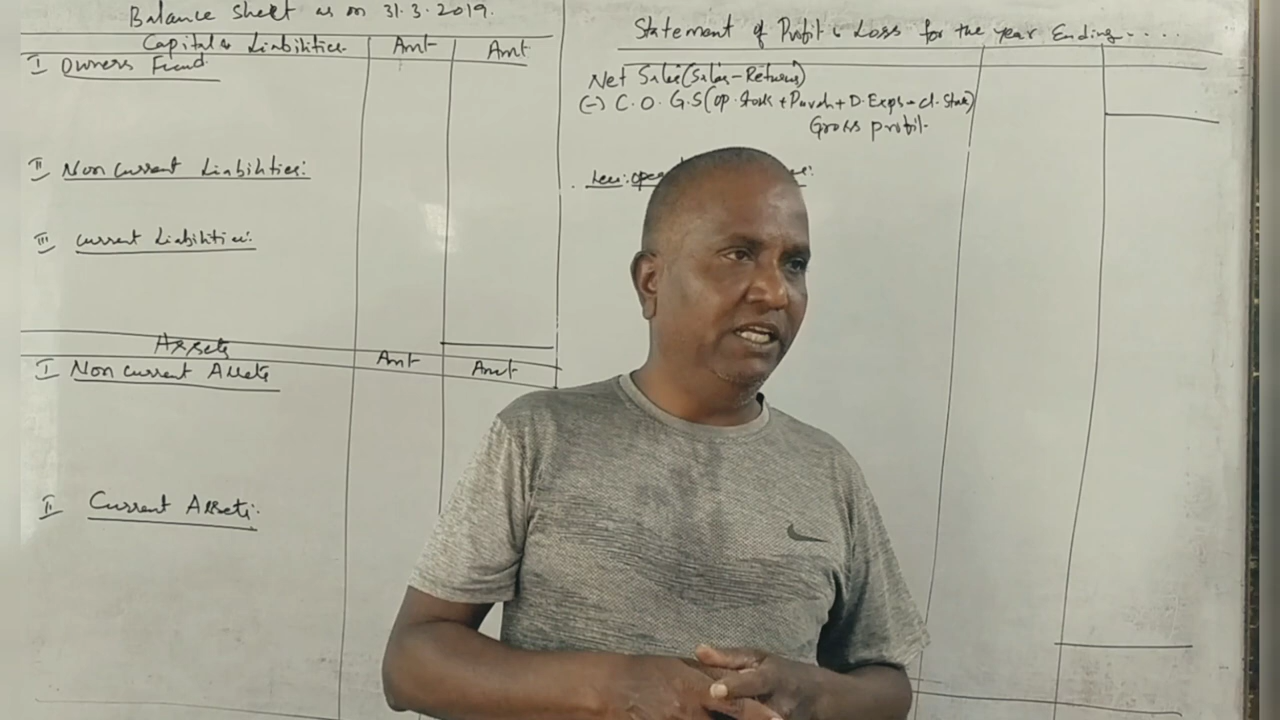 Balance Sheet as on 31.3.2019.
Capital & Liabilities Amt Amt
I Owners Fund
II Non Current Liabilities:
III Current Liabilities:
Assets Amt Amt
I Non Current Assets
II Current Assets:
Statement of Profit & Loss for the year Ending....
Net Sales (Sales - Returns)
(-) C.O.G.S (Op. Stock + Purch + D. Exps - cl. Stock)
Gross profit
Less: